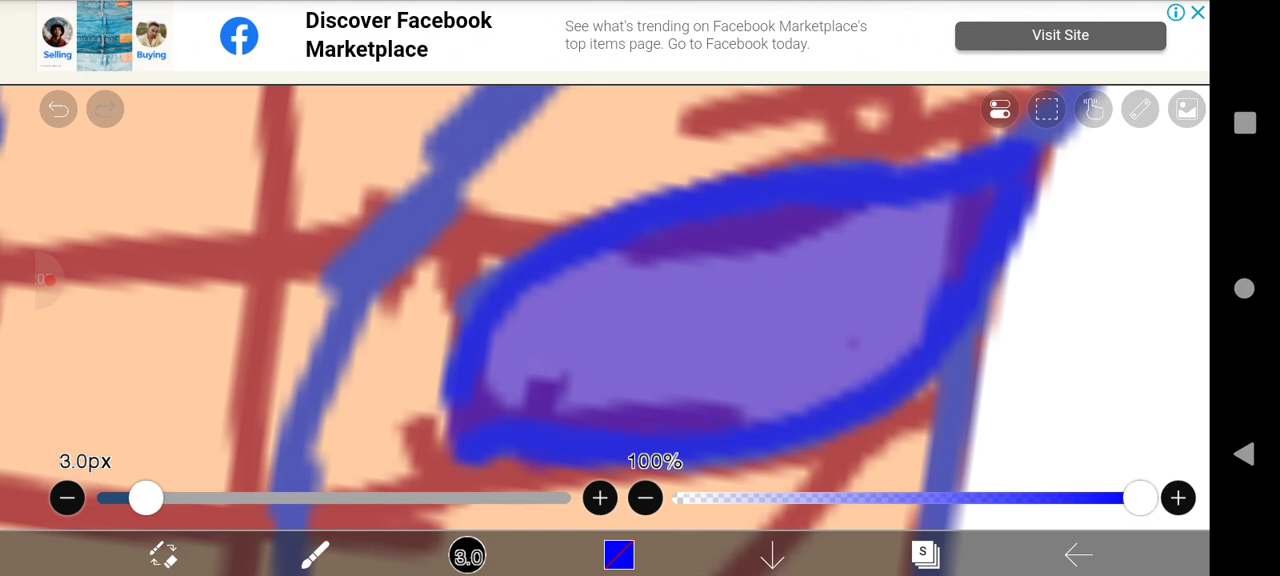 Discover Facebook
Marketplace
See what's trending on Facebook Marketplace's
top items page. Go to Facebook today.
Visit Site
Selling
Buying
3.0px
100%
3.0
S